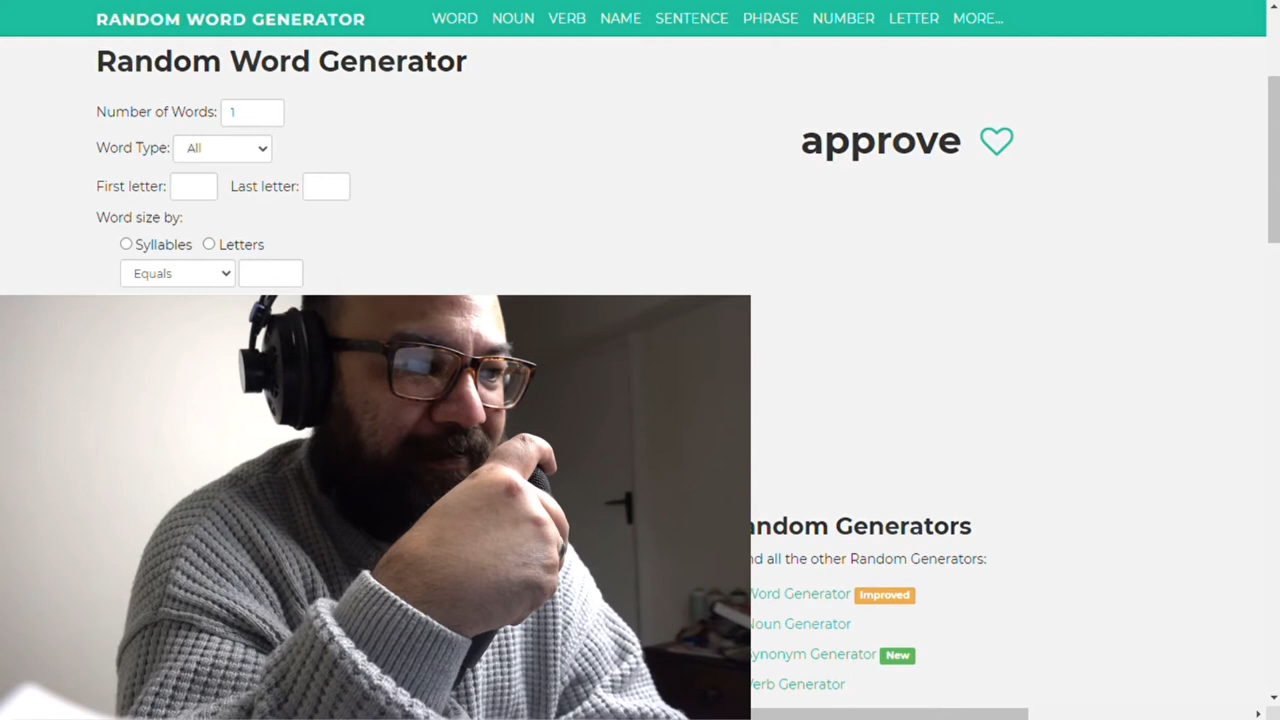 RANDOM WORD GENERATOR
WORD NOUN VERB NAME SENTENCE PHRASE NUMBER LETTER MORE...
Random Word Generator
Number of Words: 1
Word Type: All
First letter: Last letter:
Word size by:
Syllables Letters
Equals
approve
andom Generators
nd all the other Random Generators:
Word Generator Improved
Noun Generator
ynonym Generator New
Verb Generator